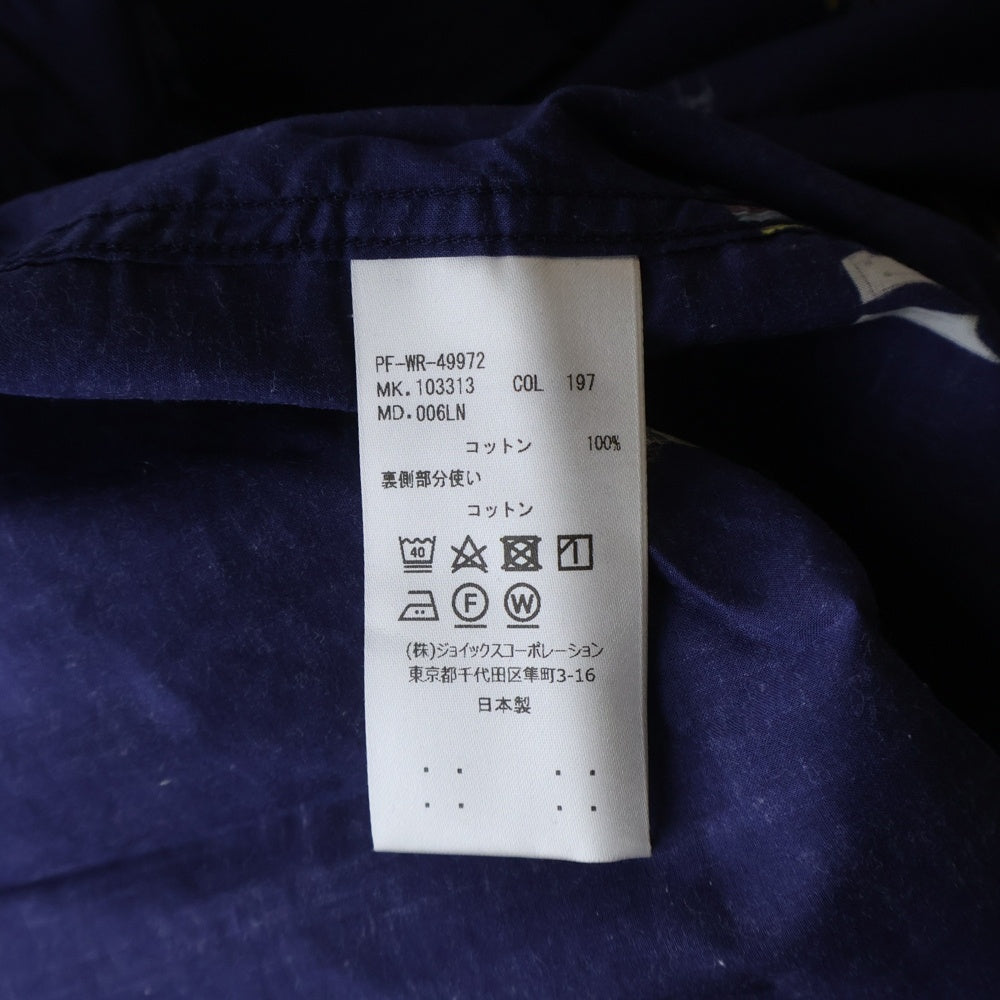 PF-WR-49972
MK.103313 COL 197
MD.006LN
コットン 100%
裏側部分使い
コットン
40
F W
(株)ジョイックスコーポレーション
東京都千代田区隼町3-16
日本製